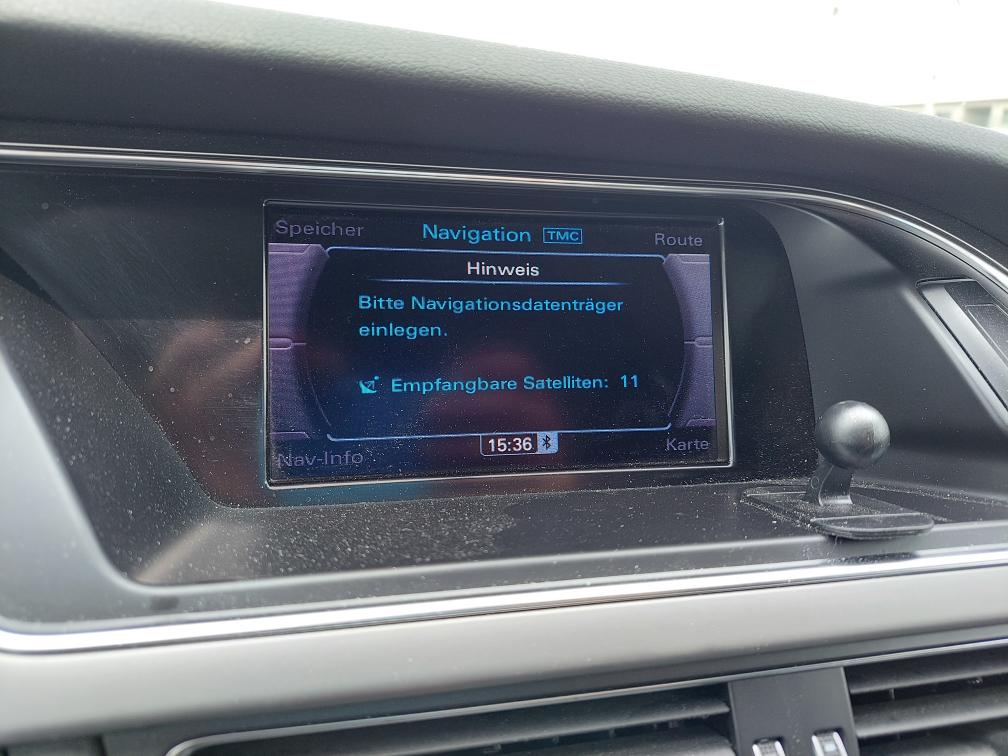 Speicher
Navigation TMC
Route
Hinweis
Bitte Navigationsdatenträger
einlegen.
Empfangbare Satelliten: 11
Nav-Info
15:36
Karte